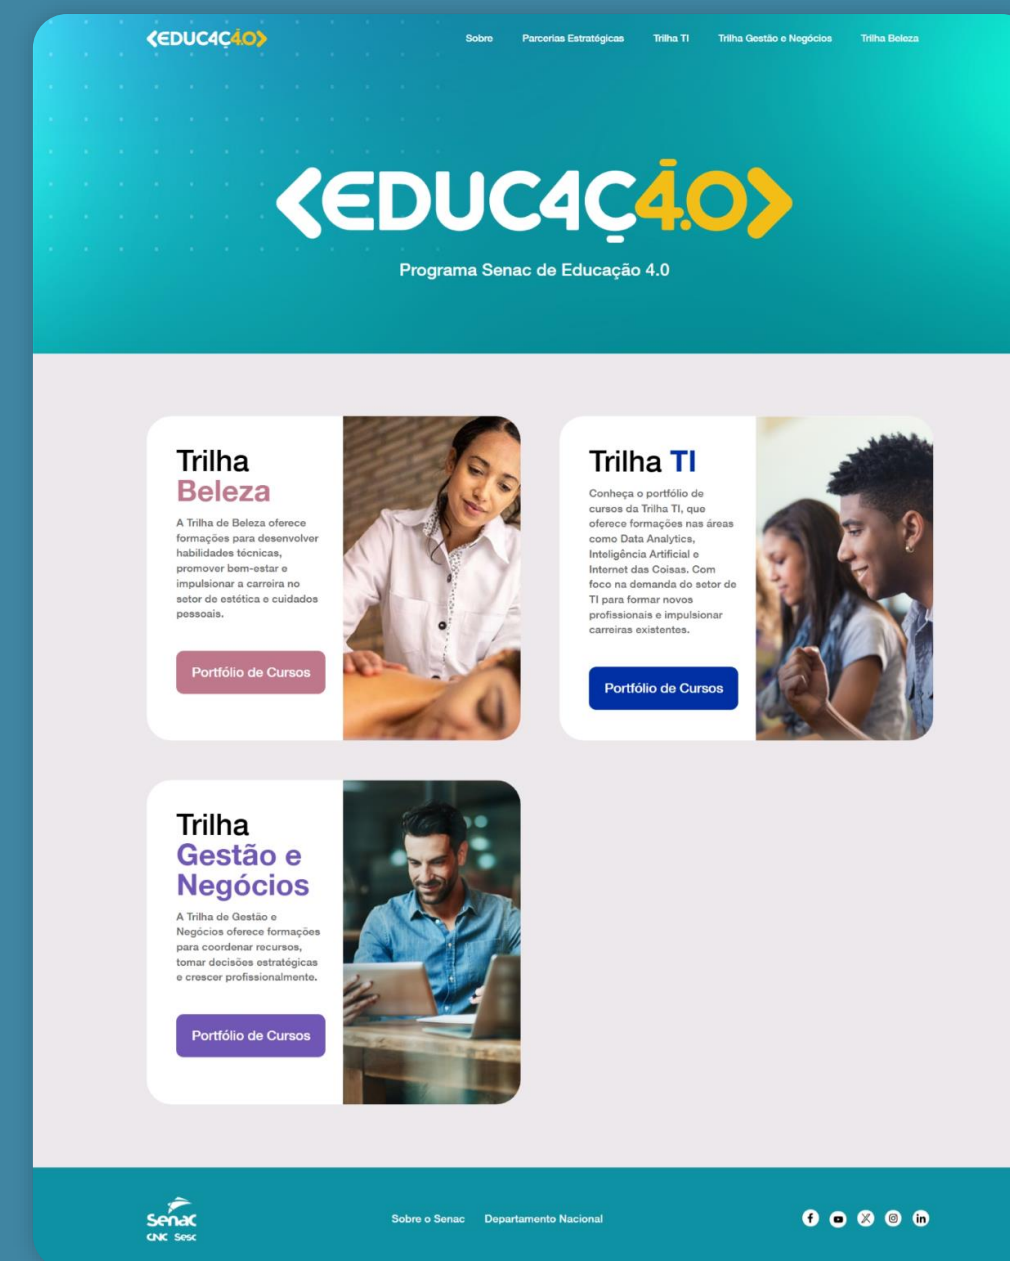 <EDUC4Ç4.0>
Sobre Parcerias Estratégicas Trilha TI Trilha Gestão e Negócios Trilha Beleza
<EDUC4Ç4.0>
Programa Senac de Educação 4.0
Trilha
Beleza
A Trilha de Beleza oferece
formações para desenvolver
habilidades técnicas,
promover bem-estar e
impulsionar a carreira no
setor de estética e cuidados
pessoais.
Portfólio de Cursos
Trilha TI
Conheça o portfólio de
cursos da Trilha TI, que
oferece formações nas áreas
como Data Analytics,
Inteligência Artificial e
Internet das Coisas. Com
foco na demanda do setor de
TI para formar novos
profissionais e impulsionar
carreiras existentes.
Portfólio de Cursos
Trilha
Gestão e
Negócios
A Trilha de Gestão e
Negócios oferece formações
para coordenar recursos,
tomar decisões estratégicas
e crescer profissionalmente.
Portfólio de Cursos
Senac
CNC Sesc
Sobre o Senac Departamento Nacional